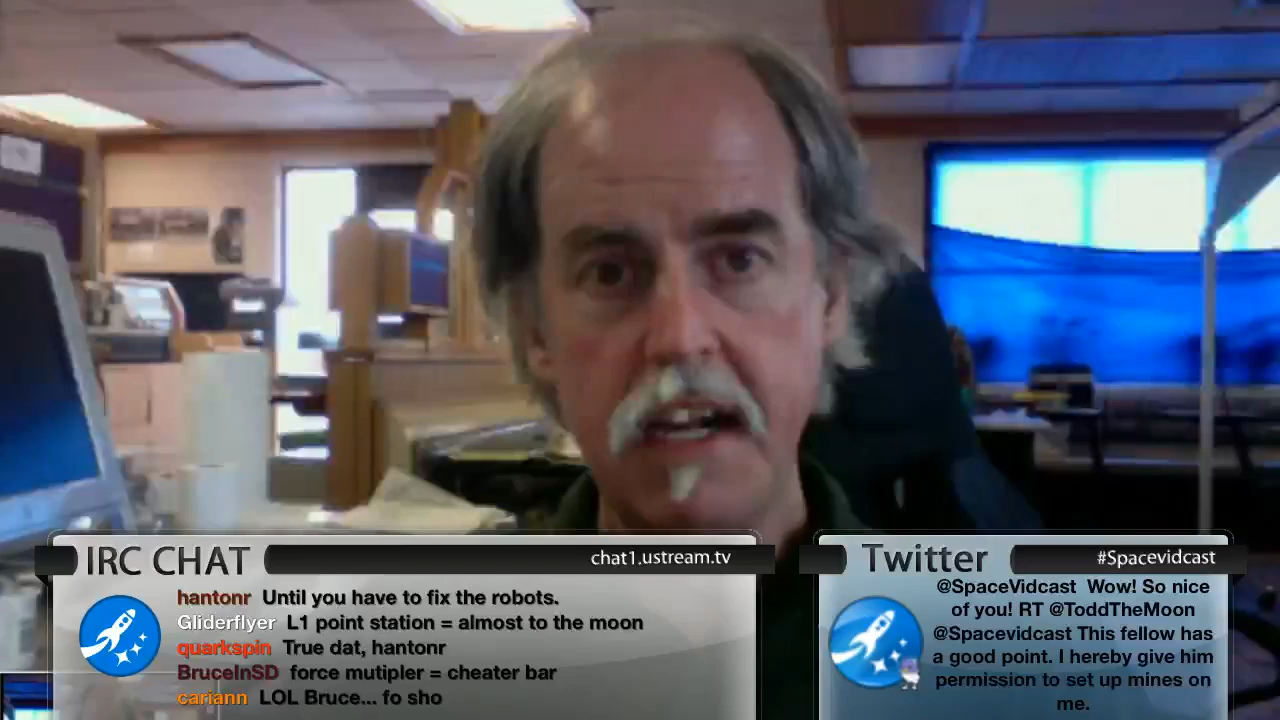 IRC CHAT
chat1.ustream.tv
hantonr Until you have to fix the robots.
Gliderflyer L1 point station = almost to the moon
quarkspin True dat, hantonr
BruceInSD force mutipler = cheater bar
cariann LOL Bruce... fo sho
Twitter
#Spacevidcast
@SpaceVidcast Wow! So nice
of you! RT @ToddTheMoon
@Spacevidcast This fellow has
a good point. I hereby give him
permission to set up mines on
me.